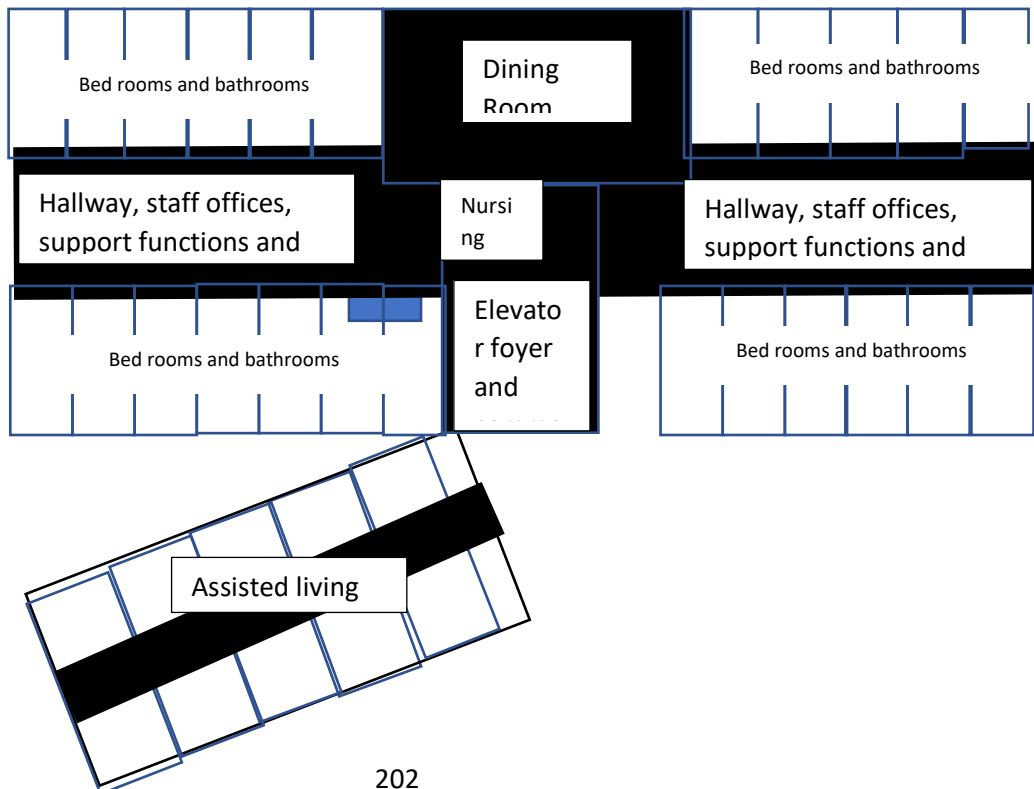 Bed rooms and bathrooms
Dining
Room
Bed rooms and bathrooms
Hallway, staff offices,
support functions and
Nursi
ng
Hallway, staff offices,
support functions and
Bed rooms and bathrooms
Elevato
r foyer
and
Bed rooms and bathrooms
Assisted living
202